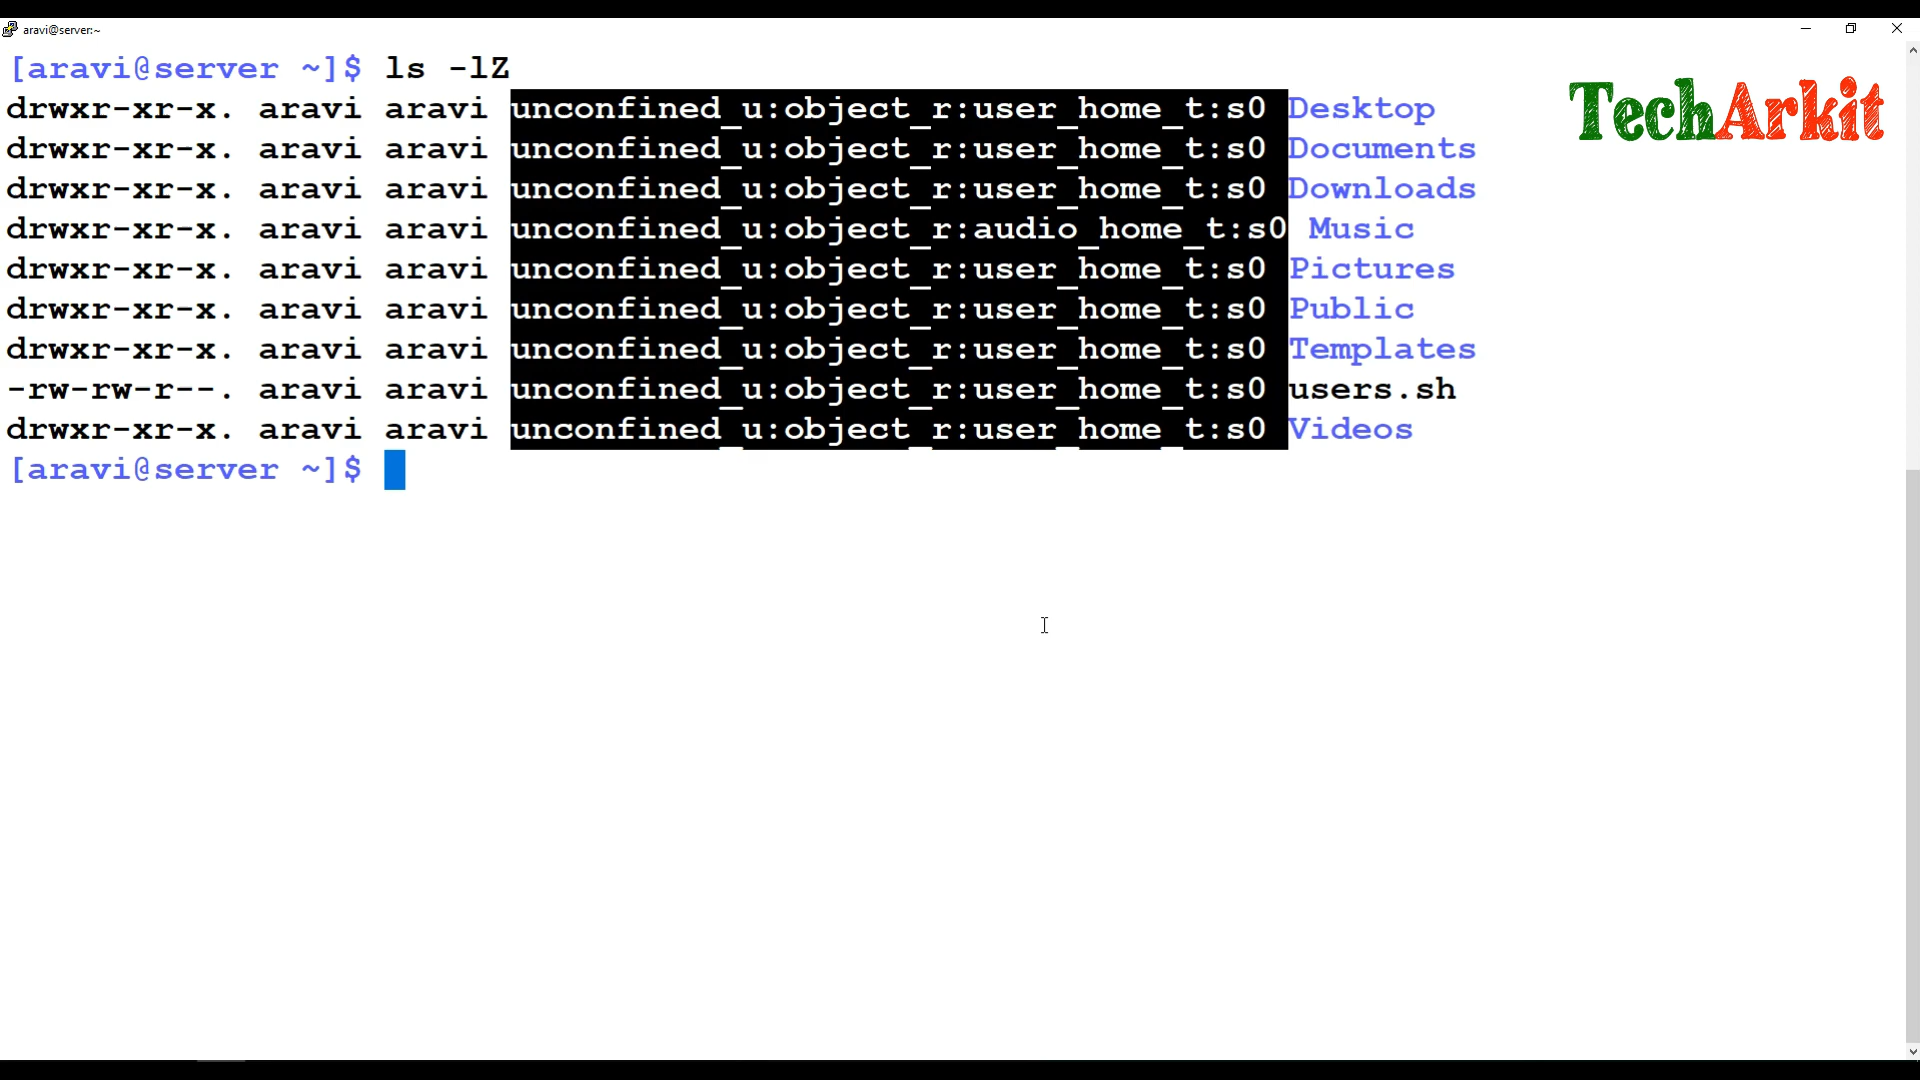 aravi@server:~
[aravi@server ~]$ ls -lZ
TechArkit
drwxr-xr-x. aravi aravi unconfined_u:object_r:user_home_t:s0 Desktop
drwxr-xr-x. aravi aravi unconfined_u:object_r:user_home_t:s0 Documents
drwxr-xr-x. aravi aravi unconfined_u:object_r:user_home_t:s0 Downloads
drwxr-xr-x. aravi aravi unconfined_u:object_r:audio_home_t:s0 Music
drwxr-xr-x. aravi aravi unconfined_u:object_r:user_home_t:s0 Pictures
drwxr-xr-x. aravi aravi unconfined_u:object_r:user_home_t:s0 Public
drwxr-xr-x. aravi aravi unconfined_u:object_r:user_home_t:s0 Templates
-rw-rw-r--. aravi aravi unconfined_u:object_r:user_home_t:s0 users.sh
drwxr-xr-x. aravi aravi unconfined_u:object_r:user_home_t:s0 Videos
[aravi@server ~]$